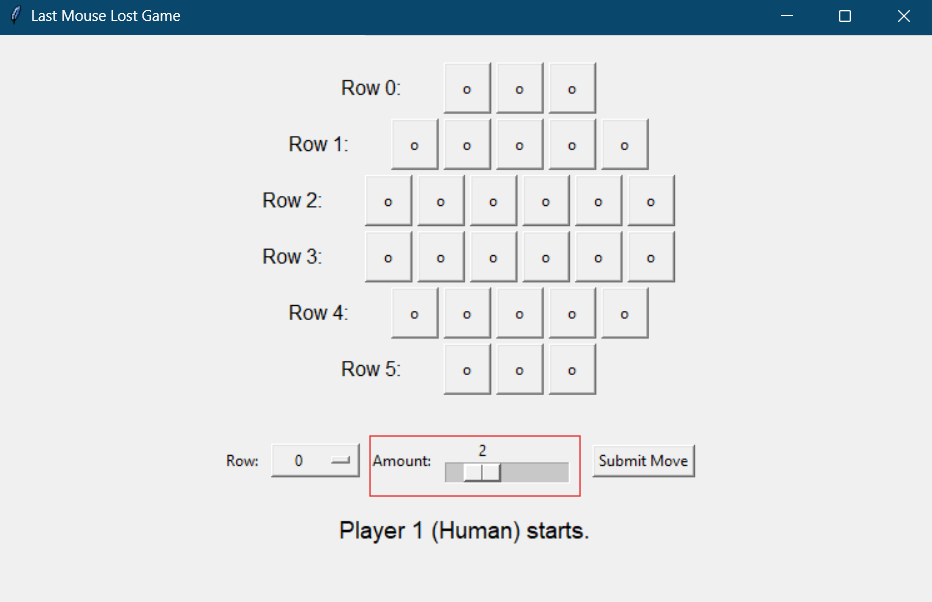 Last Mouse Lost Game
Row 0: o o o
Row 1: o o o o o
Row 2: o o o o o o
Row 3: o o o o o o
Row 4: o o o o o
Row 5: o o o
Row: 0 Amount: 2 Submit Move
Player 1 (Human) starts.